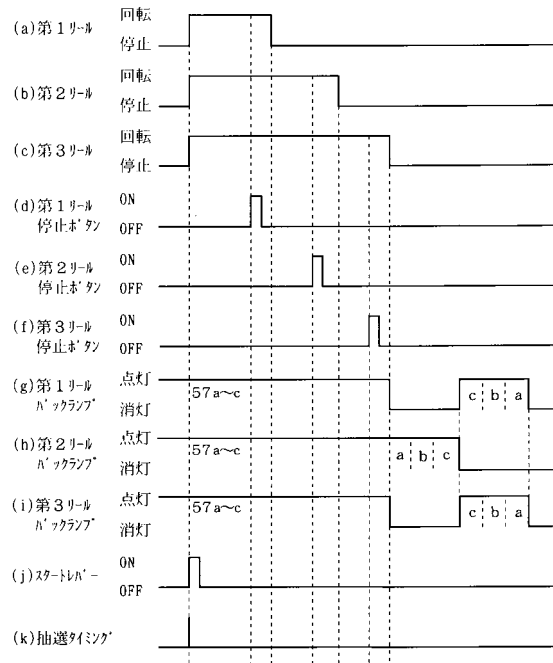 (a)第1リール
回転
停止
(b)第2リール
回転
停止
(c)第3リール
回転
停止
(d)第1リール
停止ボタン
ON
OFF
(e)第2リール
停止ボタン
ON
OFF
(f)第3リール
停止ボタン
ON
OFF
(g)第1リール
バックランプ
点灯
消灯
57a~c
c b a
(h)第2リール
バックランプ
点灯
消灯
57a~c
a b c
(i)第3リール
バックランプ
点灯
消灯
57a~c
c b a
(j)スタートレバー
ON
OFF
(k)抽選タイミング